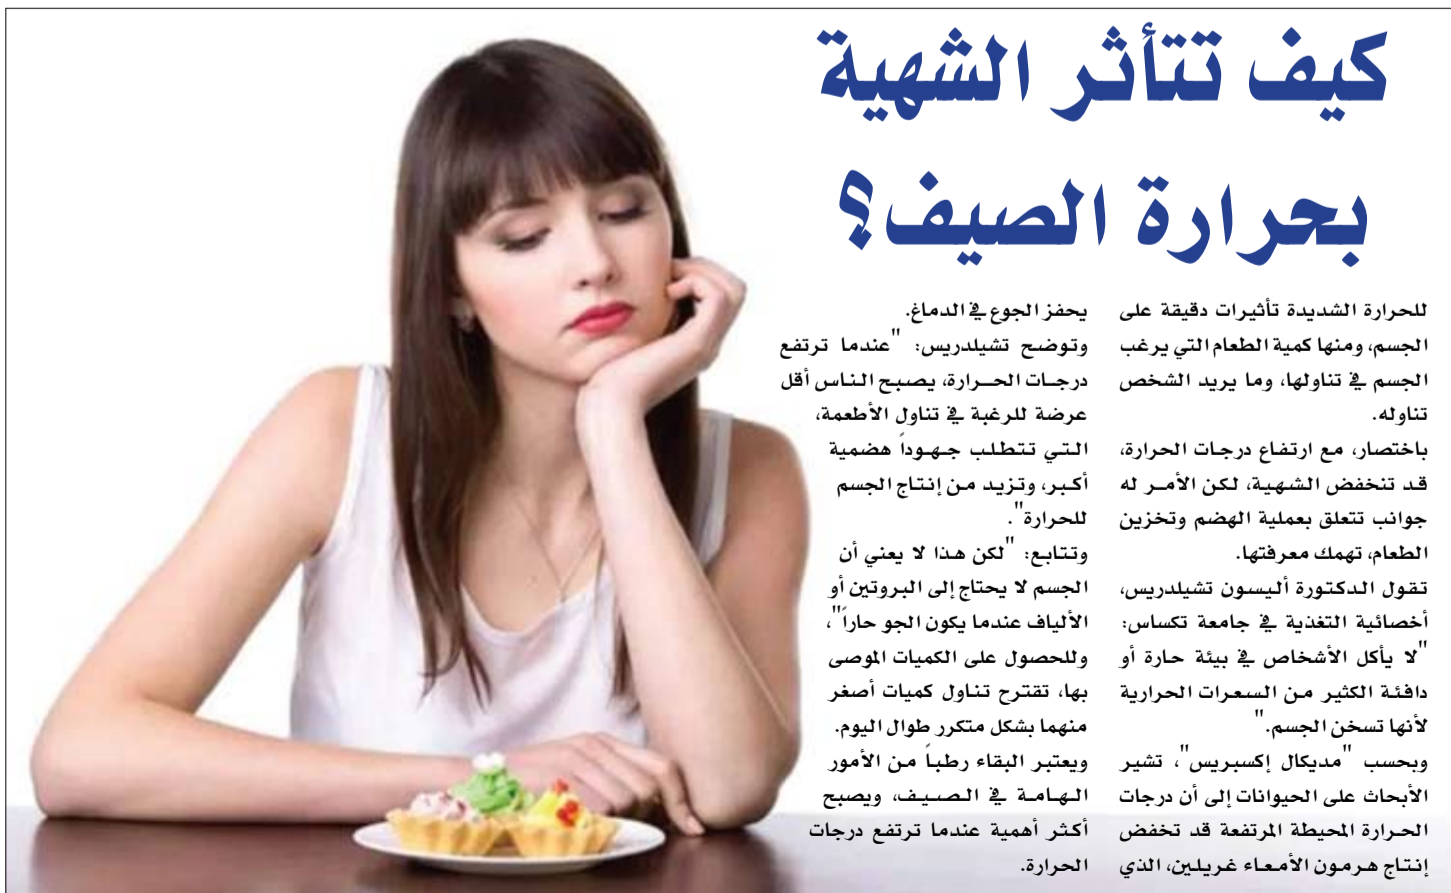 كيف تتأثر الشهية
بحرارة الصيف؟
للحرارة الشديدة تأثيرات دقيقة على
الجسم، ومنها كمية الطعام التي يرغب
الجسم في تناولها، وما يريد الشخص
تناوله.
باختصار، مع ارتفاع درجات الحرارة،
قد تنخفض الشهية، لكن الأمر له
جوانب تتعلق بعملية الهضم وتخزين
الطعام، تهمك معرفتها.
تقول الدكتورة أليسون تشيلدريس،
أخصائية التغذية في جامعة تكساس:
"لا يأكل الأشخاص في بيئة حارة أو
دافئة الكثير من السعرات الحرارية
لأنها تسخن الجسم."
وبحسب "مديكال إكسبريس"، تشير
الأبحاث على الحيوانات إلى أن درجات
الحرارة المحيطة المرتفعة قد تخفض
إنتاج هرمون الأمعاء غريلين، الذي
يحفز الجوع في الدماغ.
وتوضح تشيلدريس: "عندما ترتفع
درجات الحرارة، يصبح الناس أقل
عرضة للرغبة في تناول الأطعمة،
التي تتطلب جهوداً هضمية
أكبر، وتزيد من إنتاج الجسم
للحرارة".
وتتابع: "لكن هذا لا يعني أن
الجسم لا يحتاج إلى البروتين أو
الألياف عندما يكون الجو حاراً"،
وللحصول على الكميات الموصى
بها، تقترح تناول كميات أصغر
منهما بشكل متكرر طوال اليوم.
ويعتبر البقاء رطباً من الأمور
الهامة في الصيف، ويصبح
أكثر أهمية عندما ترتفع درجات
الحرارة.